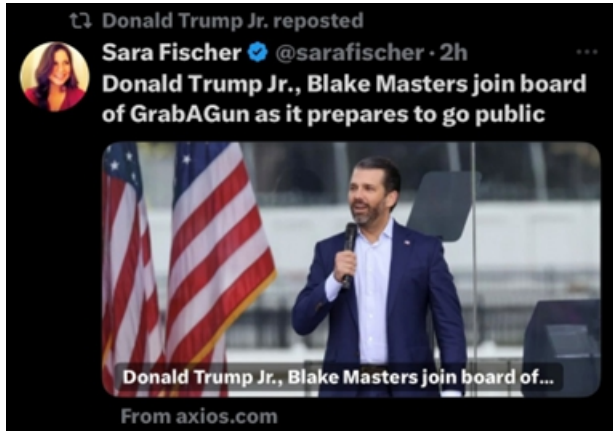 Donald Trump Jr. reposted
Sara Fischer @sarafischer · 2h
Donald Trump Jr., Blake Masters join board
of GrabAGun as it prepares to go public
Donald Trump Jr., Blake Masters join board of...
From axios.com